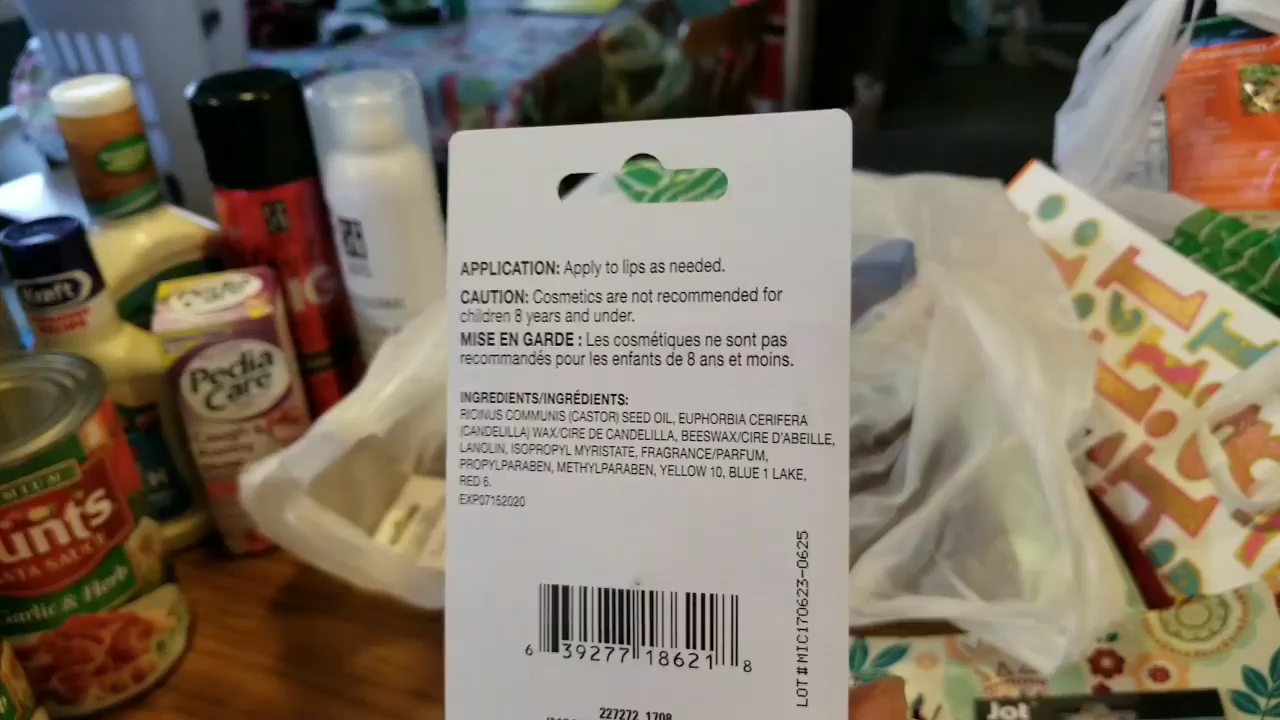 APPLICATION: Apply to lips as needed.
CAUTION: Cosmetics are not recommended for
children 8 years and under.
MISE EN GARDE : Les cosmétiques ne sont pas
recommandés pour les enfants de 8 ans et moins.
INGREDIENTS/INGRÉDIENTS:
RICINUS COMMUNIS (CASTOR) SEED OIL, EUPHORBIA CERIFERA
(CANDELILLA) WAX/CIRE DE CANDELILLA, BEESWAX/CIRE D'ABEILLE,
LANOLIN, ISOPROPYL MYRISTATE, FRAGRANCE/PARFUM,
PROPYLPARABEN, METHYLPARABEN, YELLOW 10, BLUE 1 LAKE,
RED 6.
EXP07152020
LOT # MIC170623-0625
6 39277 18621 8
227272 1708
Kraft
Pedia
Care
unt's
Garlic & Herb
Jot